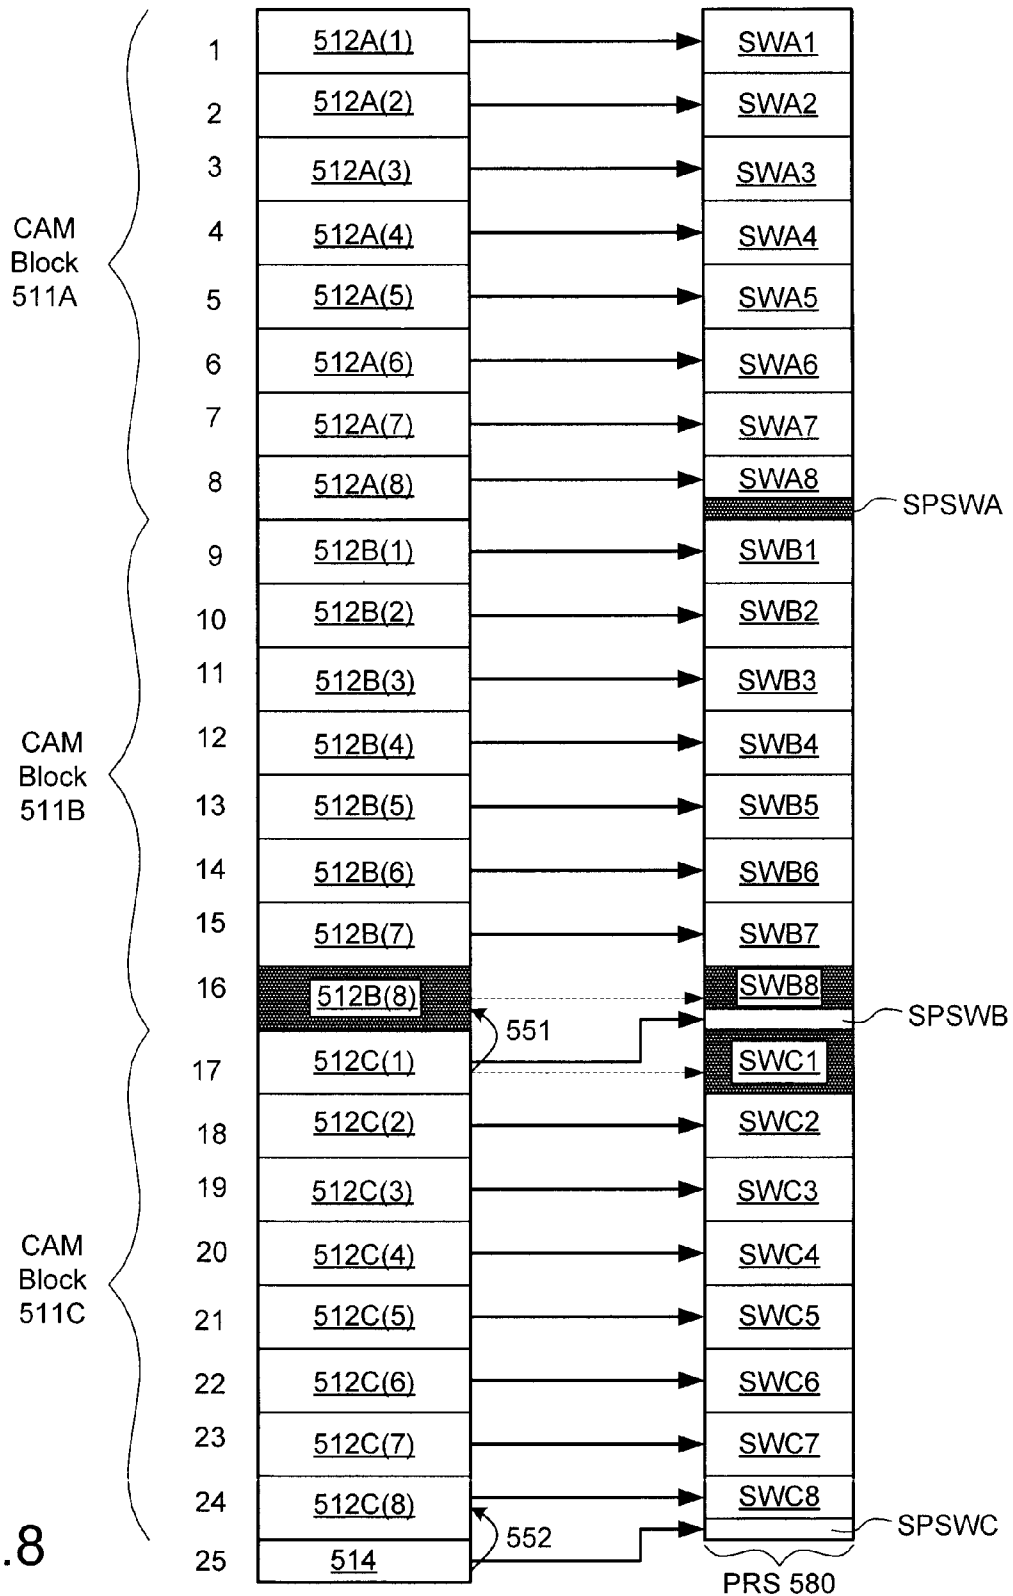 1 512A(1) SWA1
2 512A(2) SWA2
3 512A(3) SWA3
4 512A(4) SWA4
CAM
Block
511A
5 512A(5) SWA5
6 512A(6) SWA6
7 512A(7) SWA7
8 512A(8) SWA8
SPSWA
9 512B(1) SWB1
10 512B(2) SWB2
11 512B(3) SWB3
12 512B(4) SWB4
CAM
Block
511B
13 512B(5) SWB5
14 512B(6) SWB6
15 512B(7) SWB7
16 512B(8) SWB8
551
SPSWB
17 512C(1) SWC1
18 512C(2) SWC2
19 512C(3) SWC3
20 512C(4) SWC4
CAM
Block
511C
21 512C(5) SWC5
22 512C(6) SWC6
23 512C(7) SWC7
24 512C(8) SWC8
552
SPSWC
.8
25 514
PRS 580